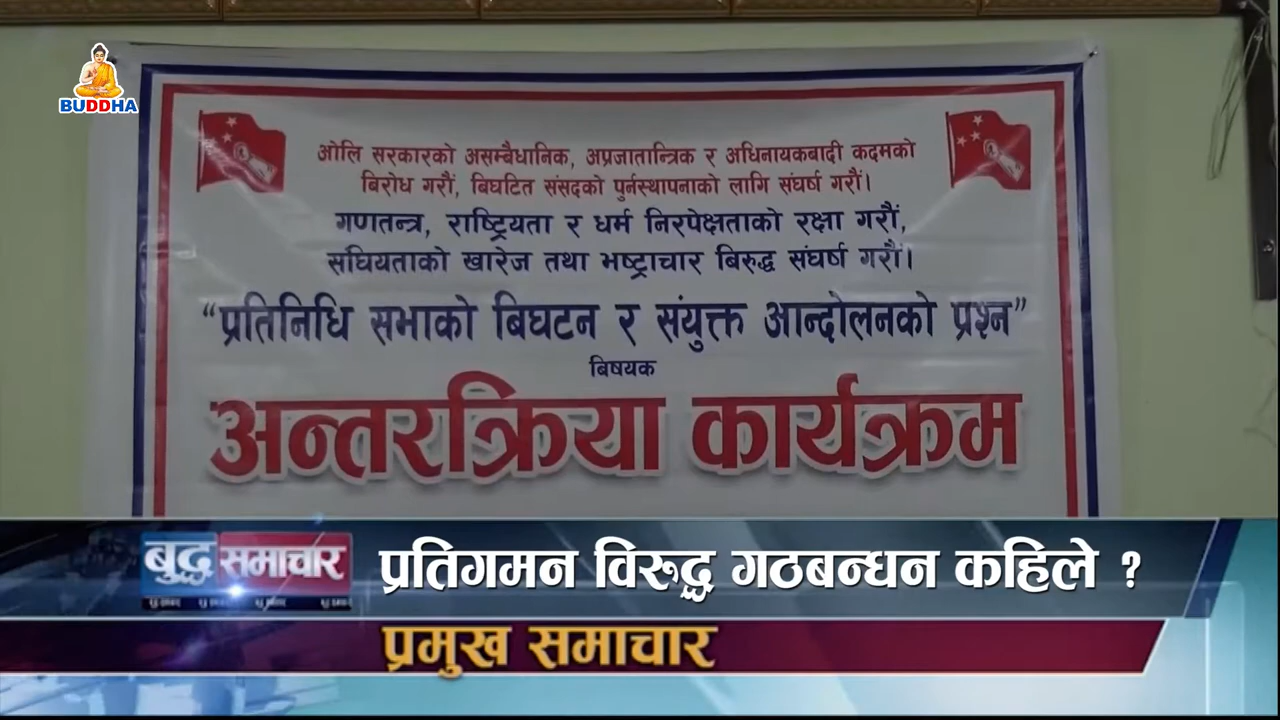 BUDDHA
ओलि सरकारको असम्बैधानिक, अप्रजातान्त्रिक र अधिनायकबादी कदमको
बिरोध गरौं, बिघटित संसदको पुर्नस्थापनाको लागि संघर्ष गरौं।
गणतन्त्र, राष्ट्रियता र धर्म निरपेक्षताको रक्षा गरौं,
सघियताको खारेज तथा भष्ट्राचार बिरुद्ध संघर्ष गरौं।
“प्रतिनिधि सभाको बिघटन र संयुक्त आन्दोलनको प्रश्न”
बिषयक
अन्तरक्रिया कार्यक्रम
बुद्ध समाचार
प्रतिगमन विरुद्ध गठबन्धन कहिले ?
प्रमुख समाचार